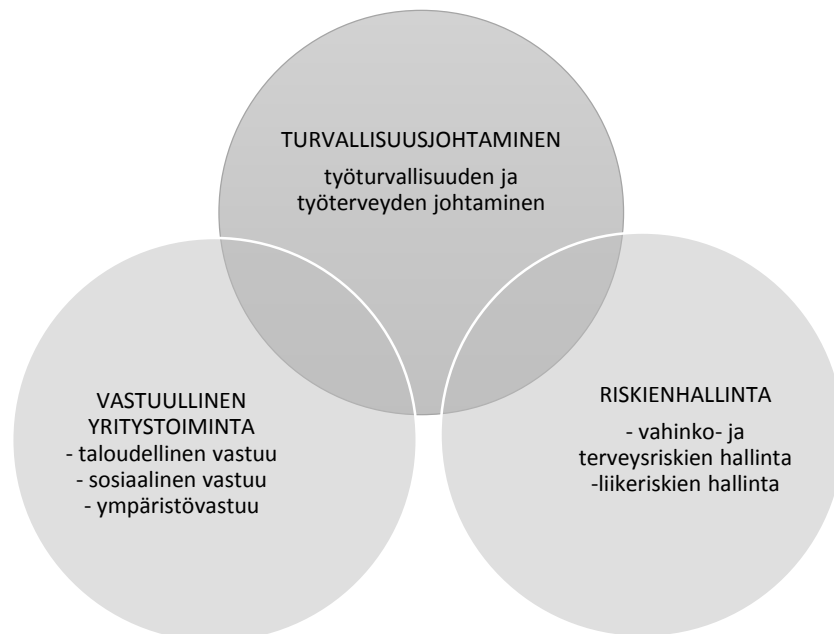 TURVALLISUUSJOHTAMINEN
työturvallisuuden ja
työterveyden johtaminen
VASTUULLINEN
YRITYSTOIMINTA
- taloudellinen vastuu
- sosiaalinen vastuu
- ympäristövastuu
RISKIENHALLINTA
- vahinko- ja
terveysriskien hallinta
-liikeriskien hallinta